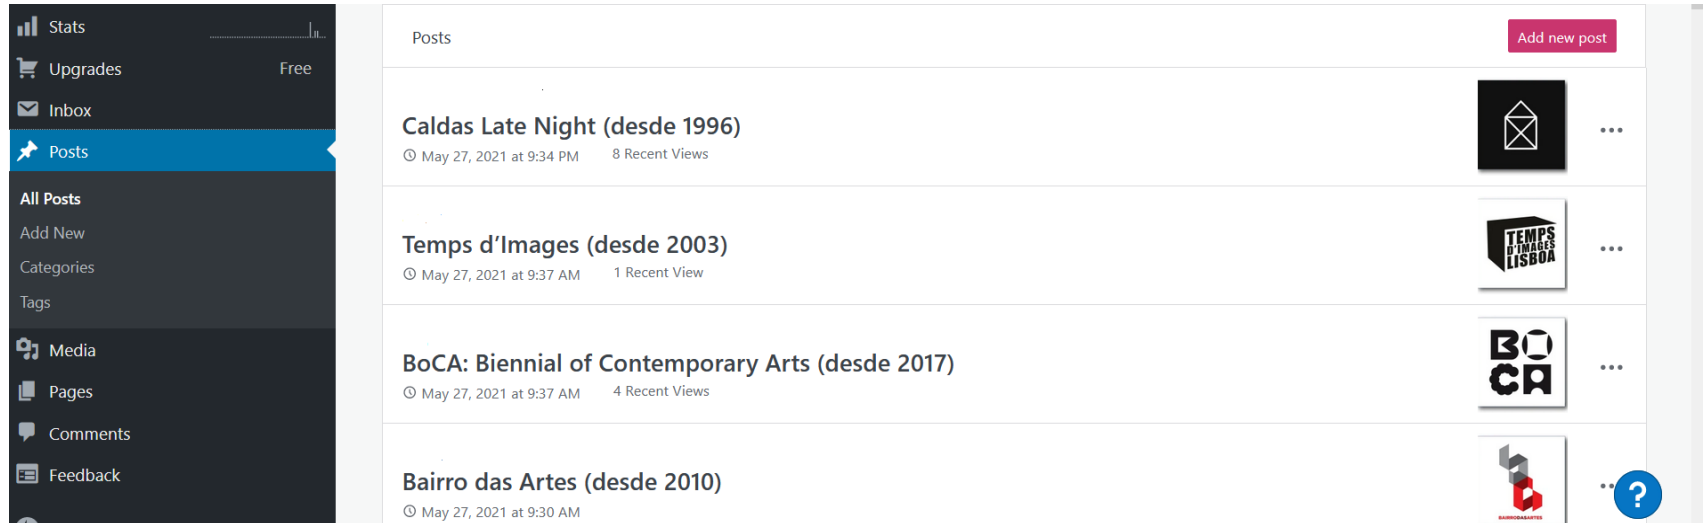 Stats
Upgrades Free
Inbox
Posts
All Posts
Add New
Categories
Tags
Media
Pages
Comments
Feedback
Posts
Add new post
Caldas Late Night (desde 1996)
May 27, 2021 at 9:34 PM 8 Recent Views
Temps d’Images (desde 2003)
May 27, 2021 at 9:37 AM 1 Recent View
TEMPS
D'IMAGES
LISBOA
BoCA: Biennial of Contemporary Arts (desde 2017)
May 27, 2021 at 9:37 AM 4 Recent Views
BO
CA
Bairro das Artes (desde 2010)
May 27, 2021 at 9:30 AM
BAIRRODASARTES
?